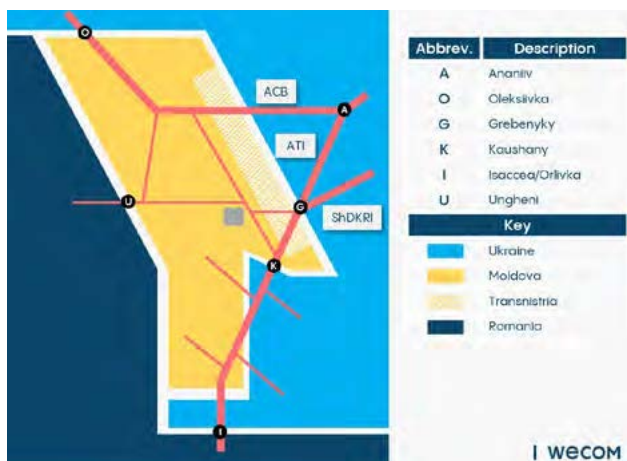 O
ACB
A
ATI
U
G
ShDKRI
K
I
Abbrev. Description
A Ananiiv
O Oleksiivka
G Grebenyky
K Kaushany
I Isaccea/Orlivka
U Ungheni
Key
Ukraine
Moldova
Transnistria
Romania
I wecom